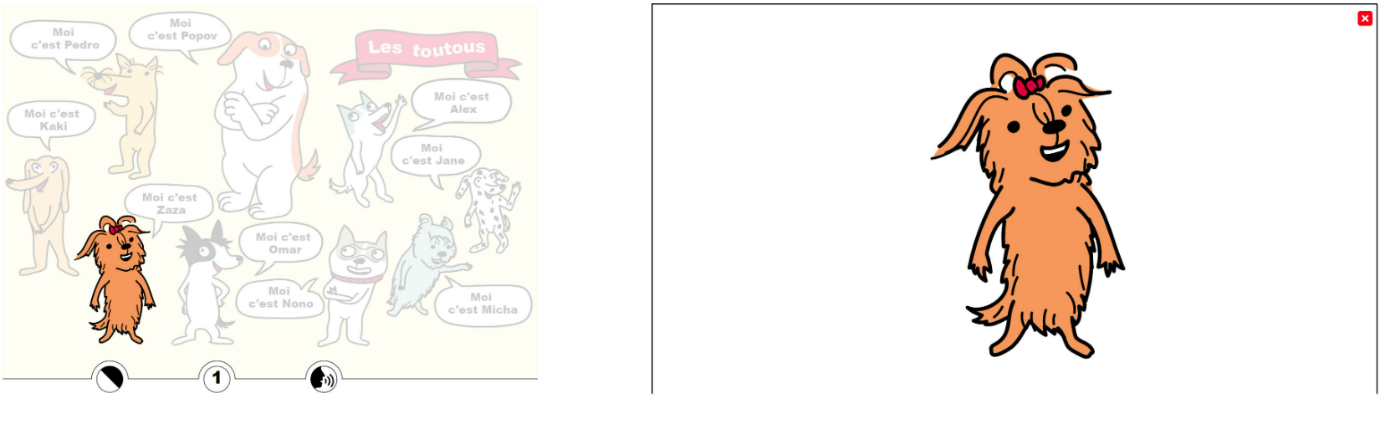 Moi
c'est Pedro
Moi
c'est Popov
Les toutous
Moi c'est
Alex
Moi c'est
Kaki
Moi
c'est Jane
Moi c'est
Zaza
Moi c'est
Omar
Moi
c'est Nono
Moi
c'est Micha
1